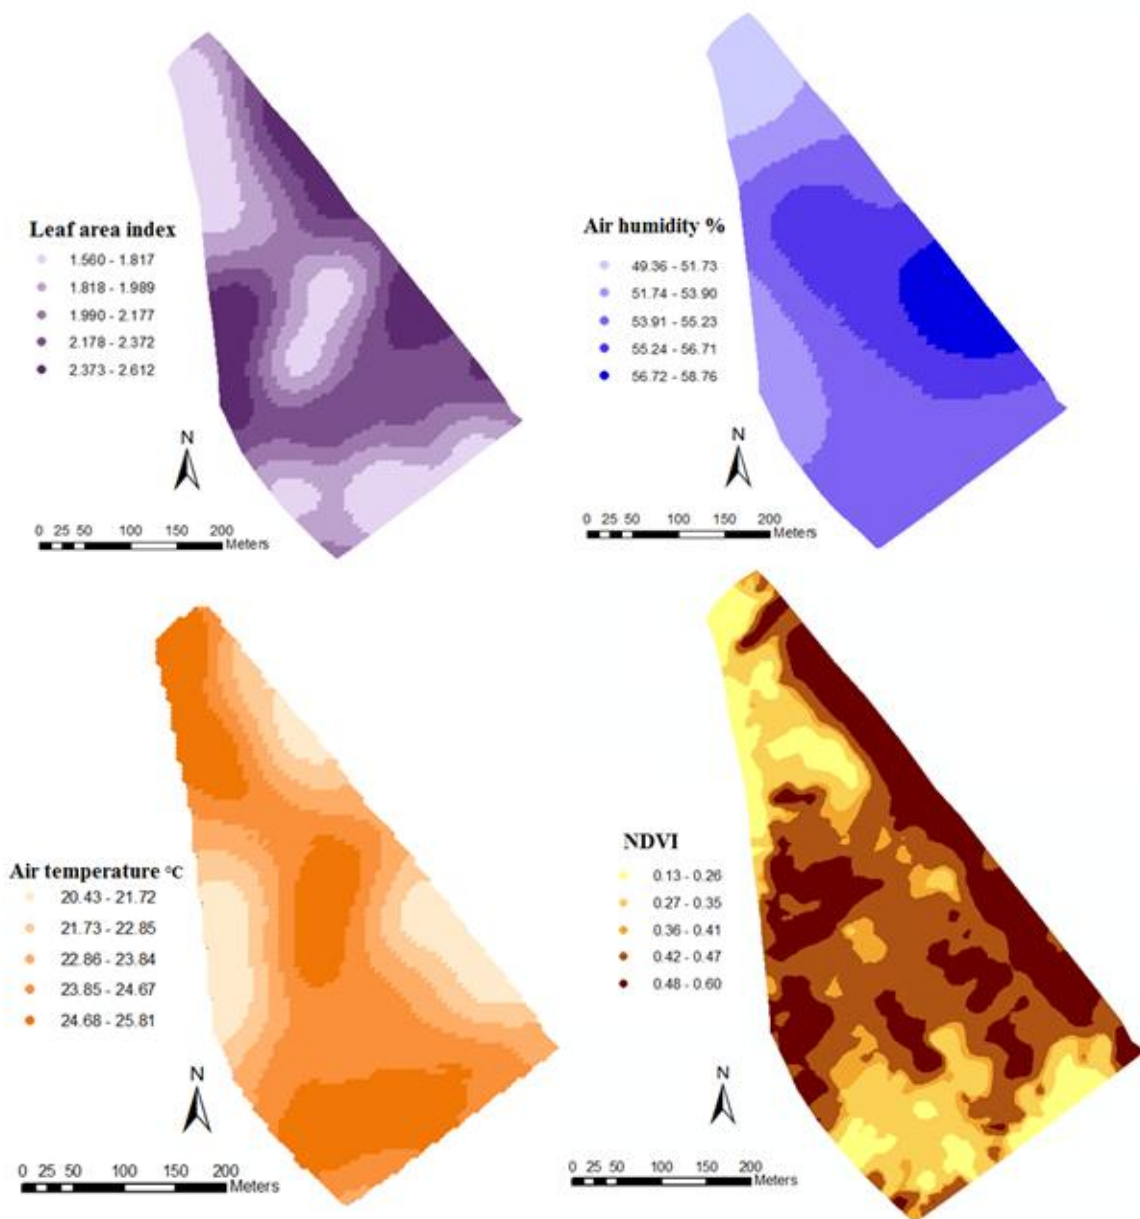 Leaf area index
1.560 - 1.817
1.818 - 1.989
1.990 - 2.177
2.178 - 2.372
2.373 - 2.612
N
0 25 50 100 150 200
Meters
Air humidity %
49.36 - 51.73
51.74 - 53.90
53.91 - 55.23
55.24 - 56.71
56.72 - 58.76
N
0 25 50 100 150 200
Meters
Air temperature °C
20.43 - 21.72
21.73 - 22.85
22.86 - 23.84
23.85 - 24.67
24.68 - 25.81
N
0 25 50 100 150 200
Meters
NDVI
0.13 - 0.26
0.27 - 0.35
0.36 - 0.41
0.42 - 0.47
0.48 - 0.60
N
0 25 50 100 150 200
Meters